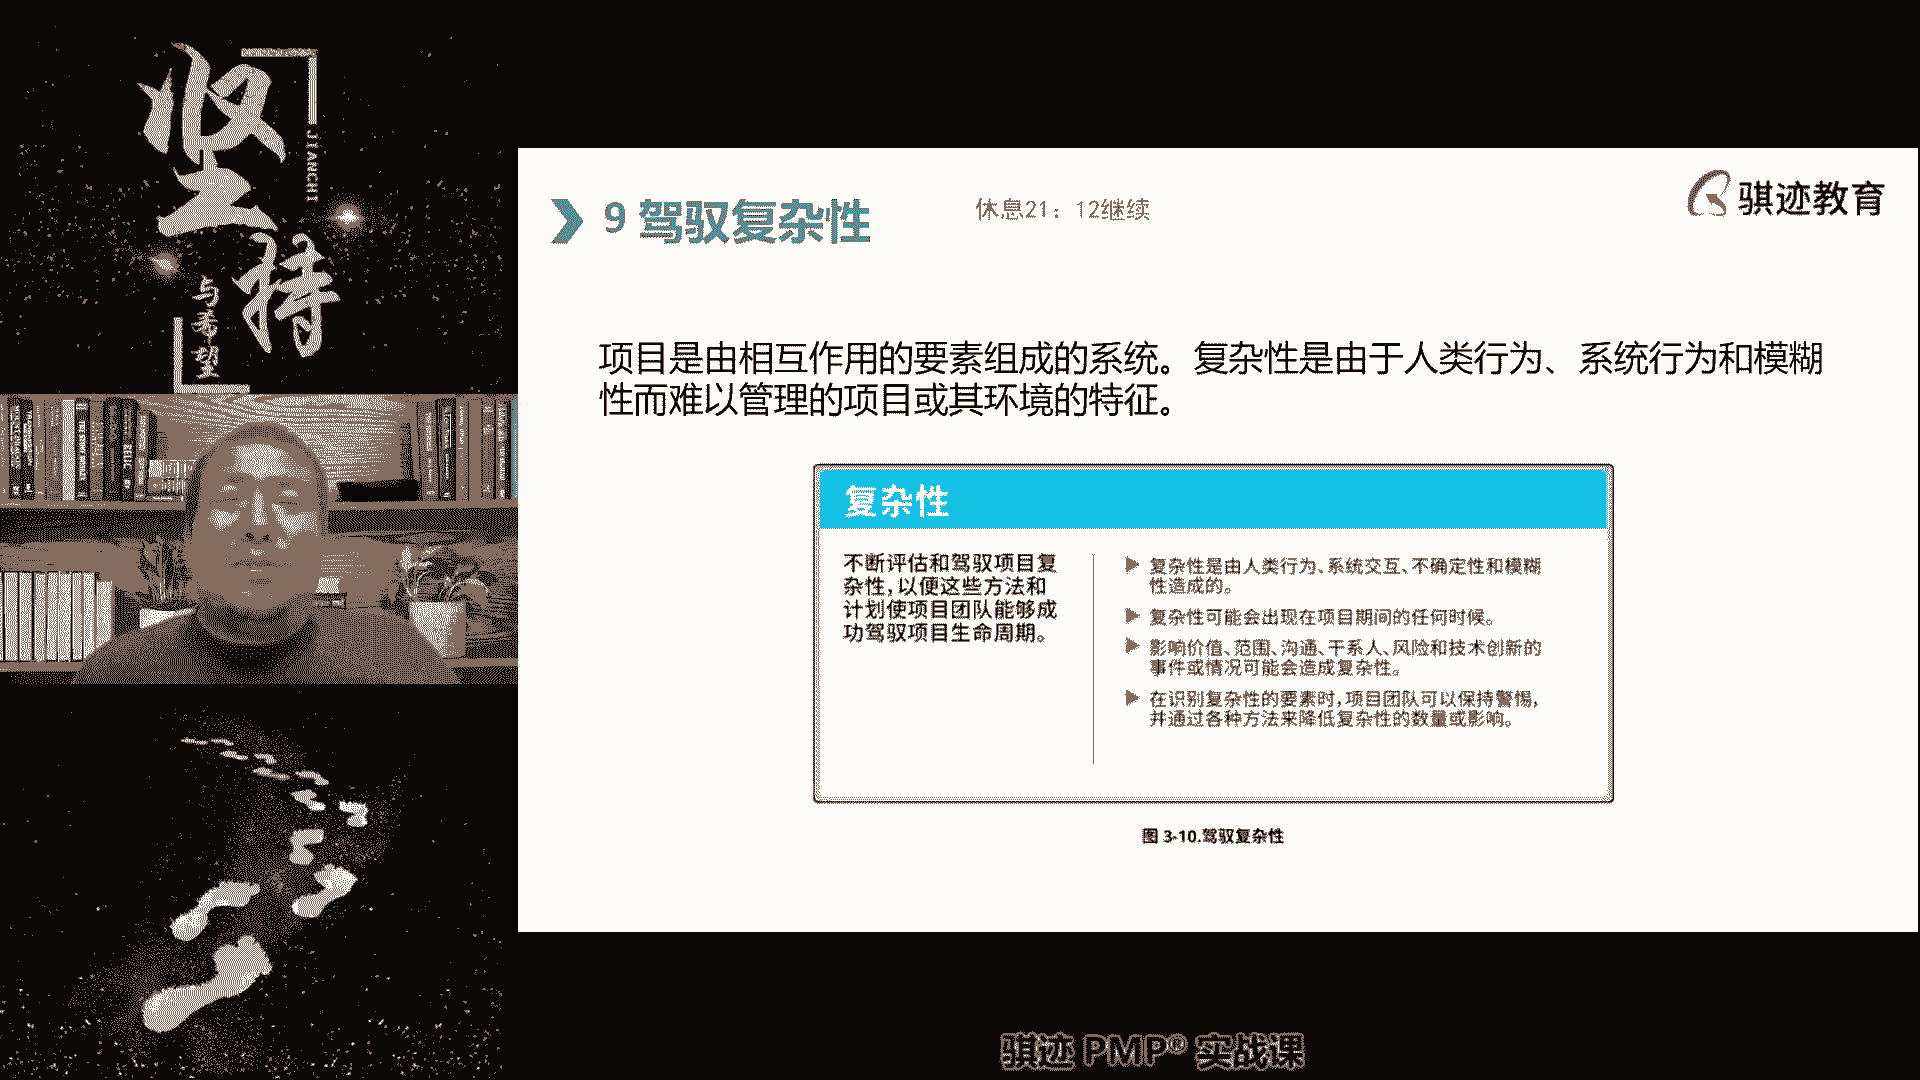 坚持
JIANCHI
与希望
9 驾驭复杂性
休息21：12继续
骐迹教育
项目是由相互作用的要素组成的系统。复杂性是由于人类行为、系统行为和模糊
性而难以管理的项目或其环境的特征。
复杂性
不断评估和驾驭项目复
杂性,以便这些方法和
计划使项目团队能够成
功驾驭项目生命周期。
复杂性是由人类行为、系统交互、不确定性和模糊
性造成的。
复杂性可能会出现在项目期间的任何时候。
影响价值、范围、沟通、干系人、风险和技术创新的
事件或情况可能会造成复杂性。
在识别复杂性的要素时,项目团队可以保持警惕,
并通过各种方法来降低复杂性的数量或影响。
图 3-10.驾驭复杂性
骐迹 PMP® 实战课